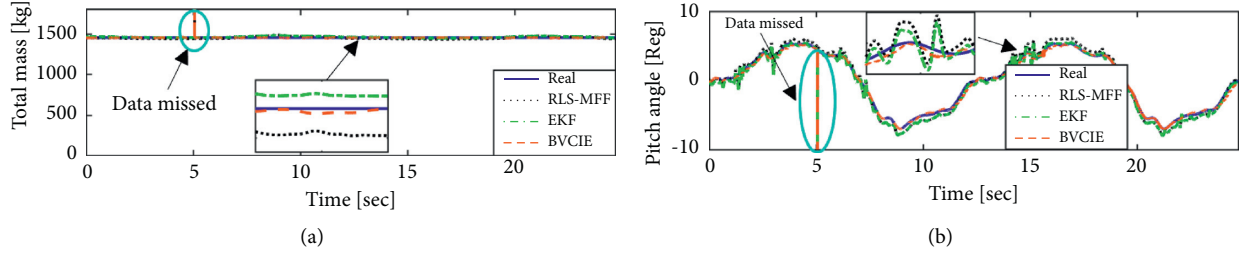 Total mass [kg]
1500
1000
500
0
Data missed
Real
RLS-MFF
EKF
BVCIE
0
5
10
15
20
Time [sec]
(a)
Pitch angle [Reg]
10
0
-10
Data missed
Real
RLS-MFF
EKF
BVCIE
0
5
10
15
20
Time [sec]
(b)